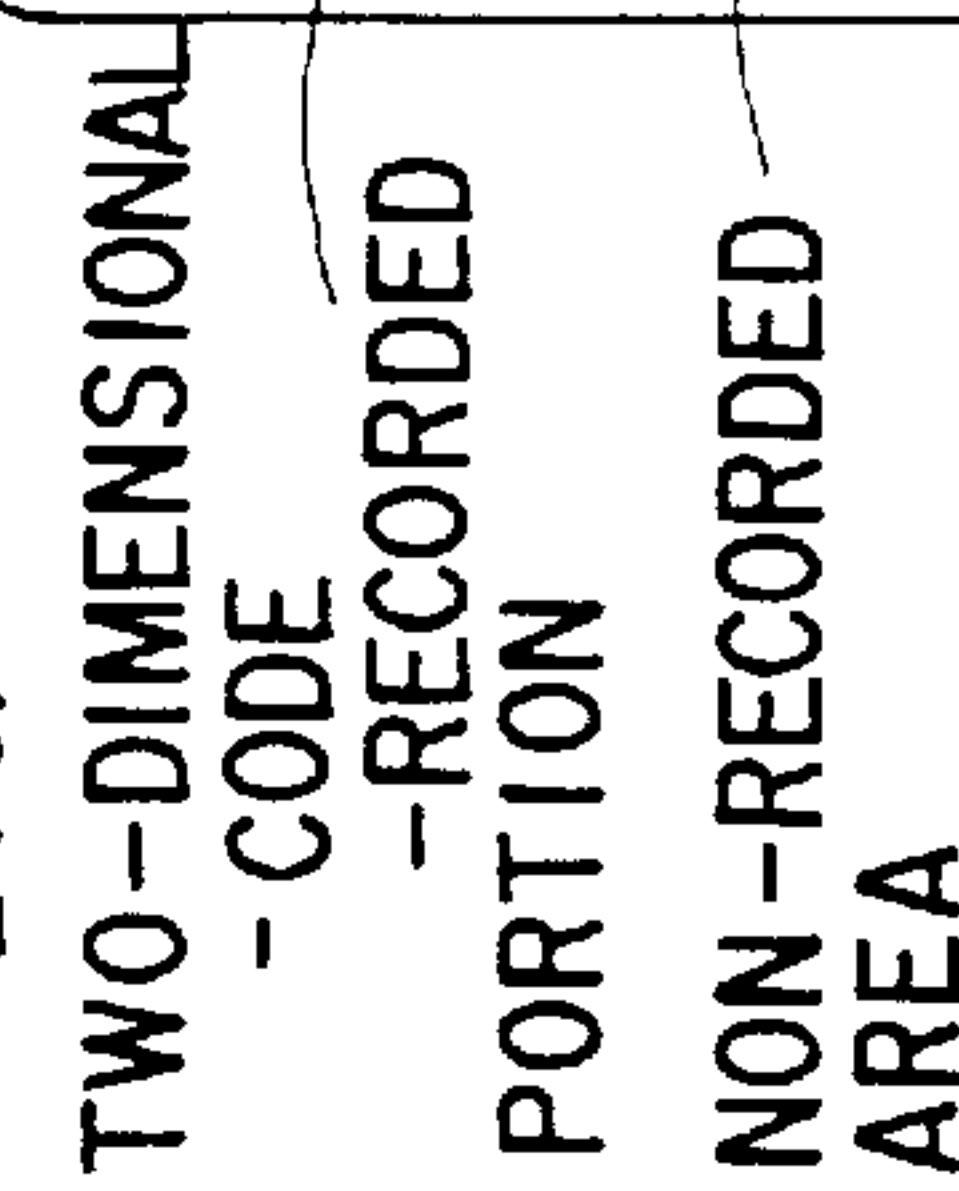 TWO-DIMENSIONAL
-CODE
-RECORDED
PORTION
NON-RECORDED
AREA